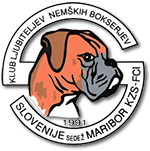 KLUB LJUBITELJEV NEMŠKIH BOKSERJEV
1991
SLOVENIJE SEDEŽ MARIBOR KZS-FCI